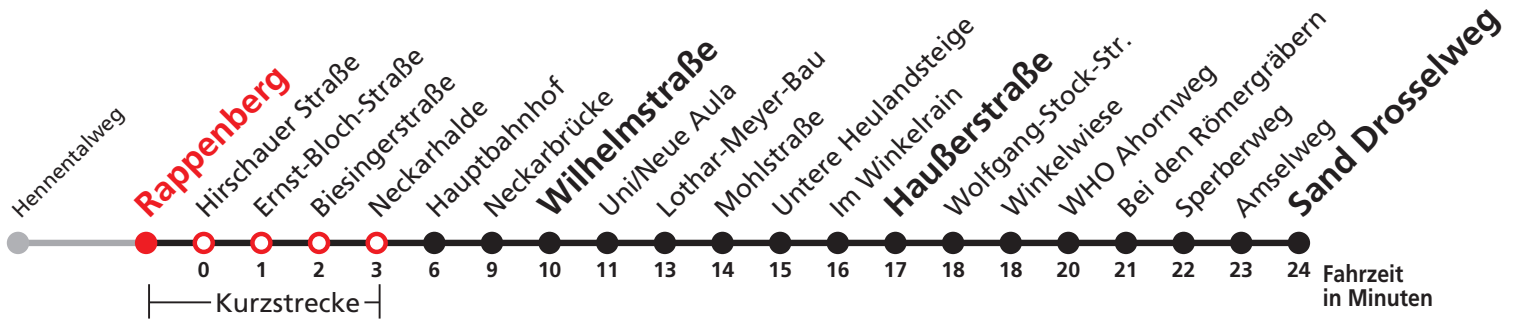 Hennentalweg
Rappenberg
Hirschauer Straße
Ernst-Bloch-Straße
Biesingerstraße
Neckarhalde
Hauptbahnhof
Neckarbrücke
Wilhelmstraße
Uni/Neue Aula
Lothar-Meyer-Bau
Mohlstraße
Untere Heulandsteige
Im Winkelrain
Haußerstraße
Wolfgang-Stock-Str.
Winkelwiese
WHO Ahornweg
Bei den Römergräbern
Sperberweg
Amselweg
Sand Drosselweg
0 1 2 3 6 9 10 11 13 14 15 16 17 18 18 20 21 22 23 24 Fahrzeit
in Minuten
Kurzstrecke